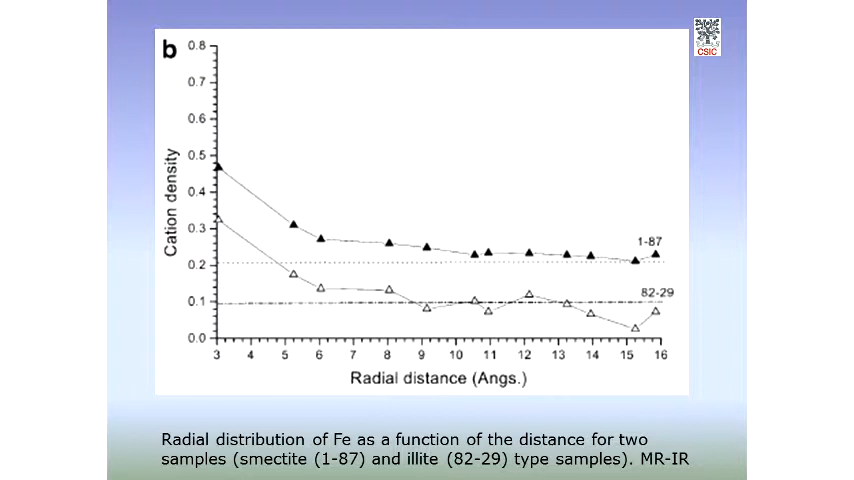 b
CSIC
0.8
0.7
0.6
0.5
0.4
0.3
0.2
0.1
0.0
Cation density
1-87
82-29
3 4 5 6 7 8 9 10 11 12 13 14 15 16
Radial distance (Angs.)
Radial distribution of Fe as a function of the distance for two
samples (smectite (1-87) and illite (82-29) type samples). MR-IR